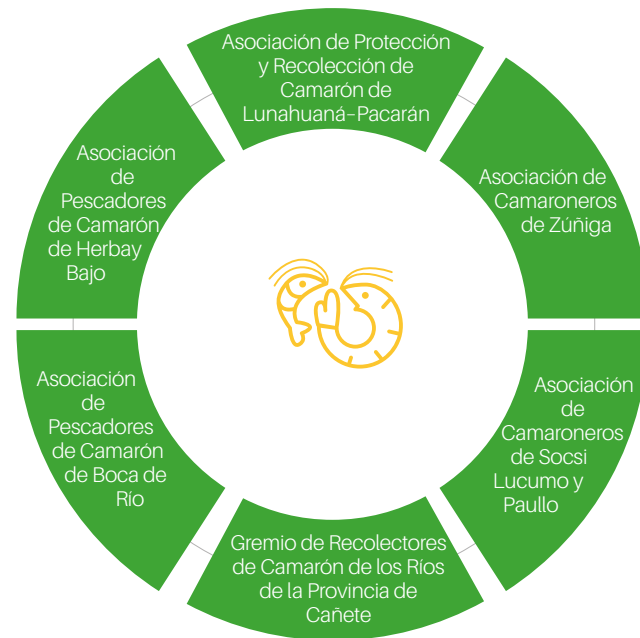 Asociación de Protección
y Recolección de
Camarón de
Lunahuaná–Pacarán
Asociación de
Camaroneros
de Zúñiga
Asociación
de
Camaroneros
de Socsi
Lucumo y
Paullo
Gremio de Recolectores
de Camarón de los Ríos
de la Provincia de
Cañete
Asociación
de
Pescadores
de Camarón
de Boca de
Río
Asociación
de
Pescadores
de Camarón
de Herbay
Bajo